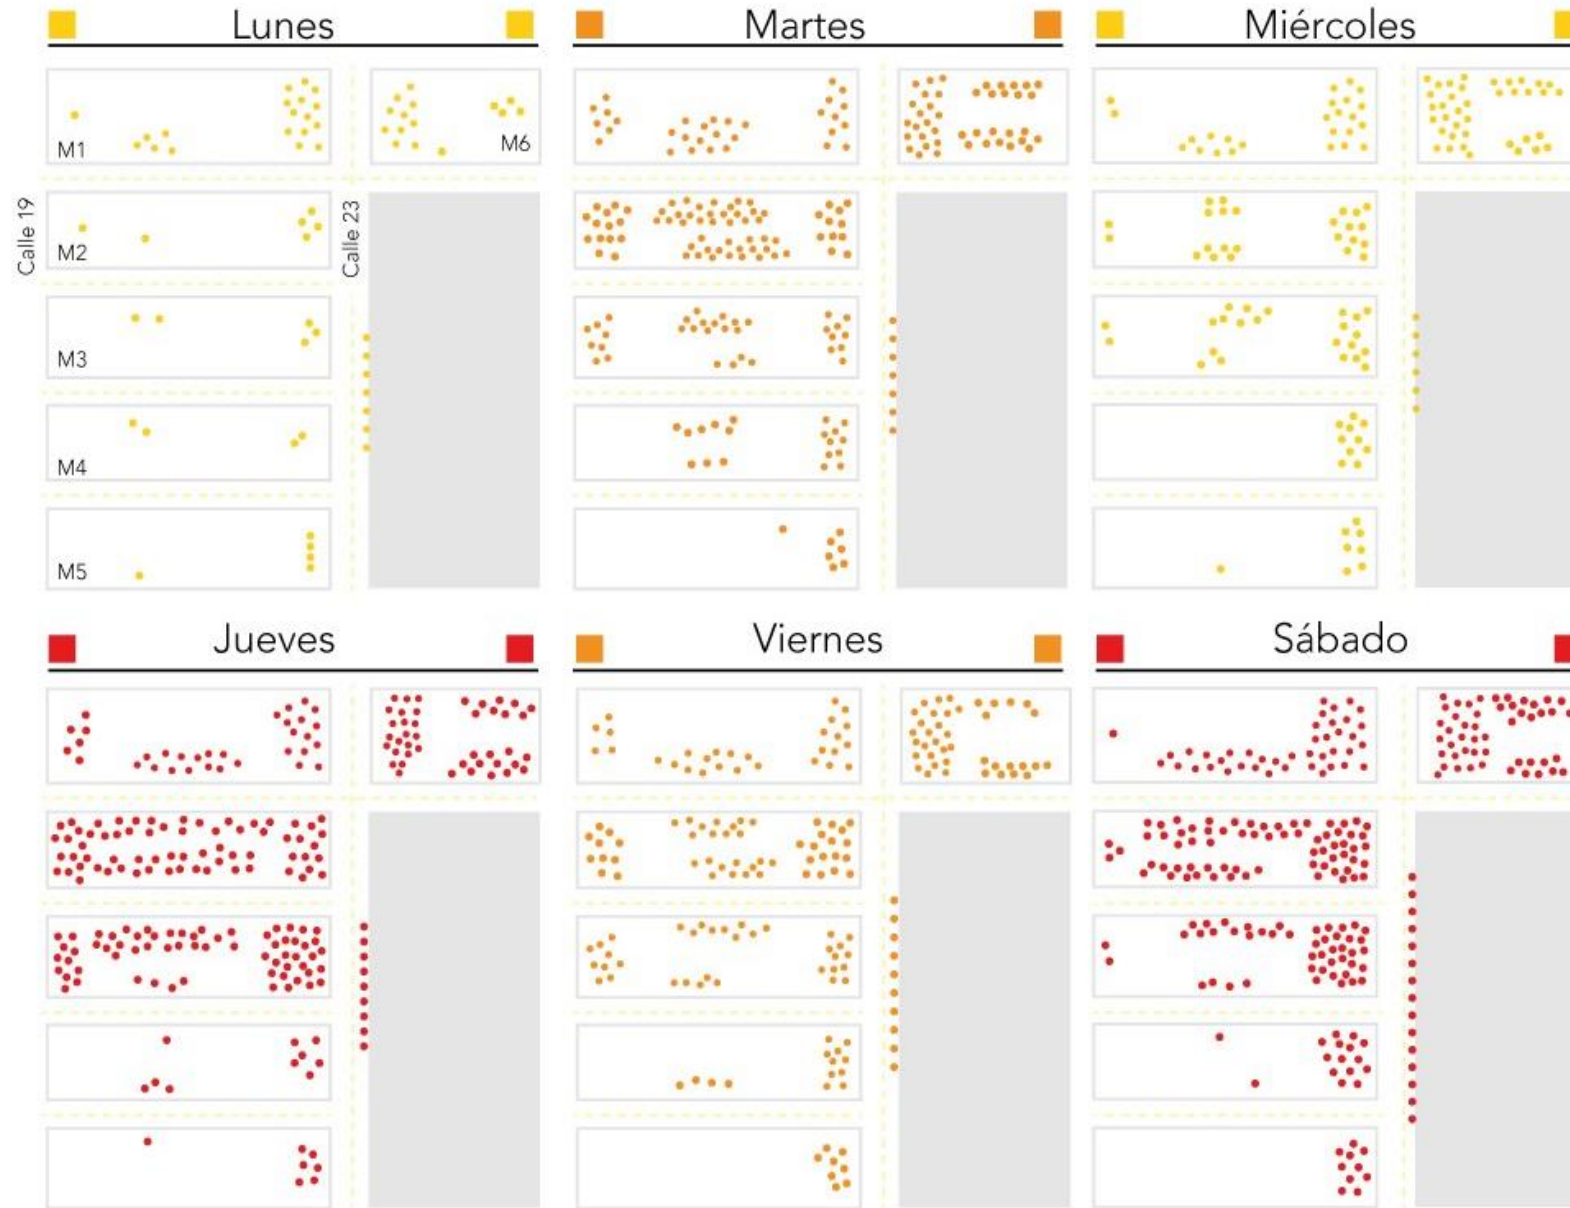 Lunes
Martes
Miércoles
M1
M6
Calle 19
M2
Calle 23
M3
M4
M5
Jueves
Viernes
Sábado